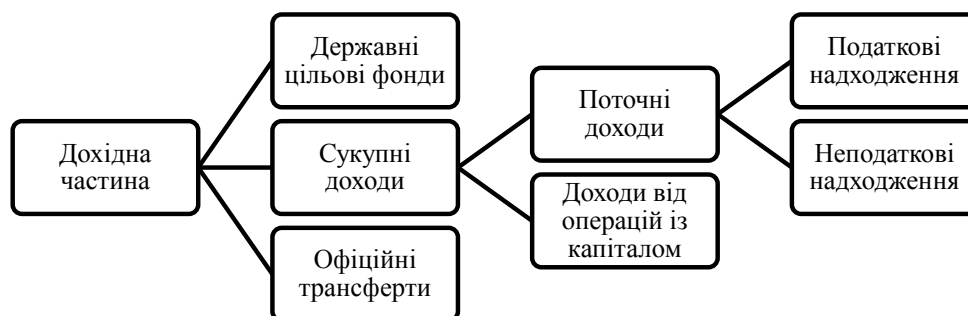 Дохідна
частина
Державні
цільові фонди
Сукупні
доходи
Офіційні
трансферти
Поточні
доходи
Доходи від
операцій із
капіталом
Податкові
надходження
Неподаткові
надходження